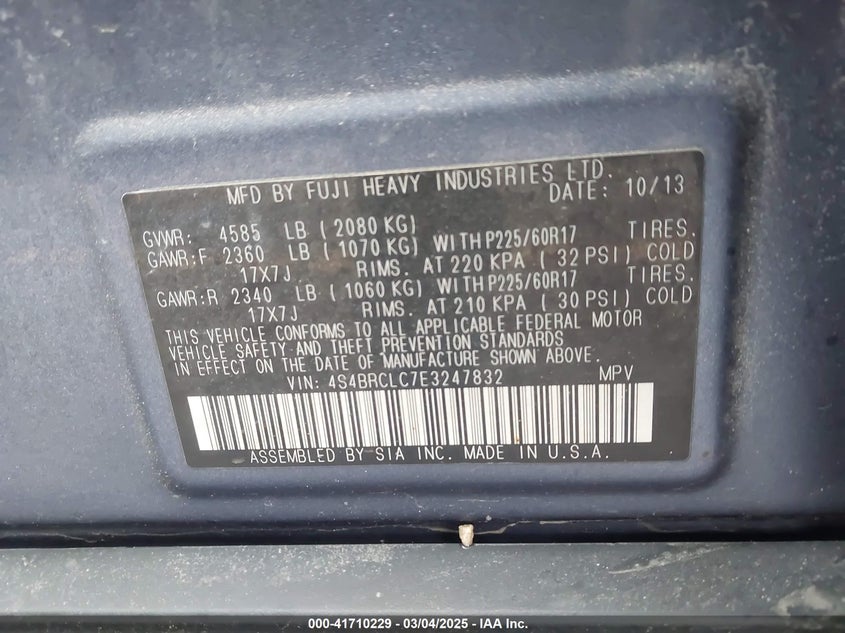 MFD BY FUJI HEAVY INDUSTRIES LTD.
DATE: 10/13
GVWR: 4585 LB ( 2080 KG)
GAWR:F 2360 LB ( 1070 KG) WITH P225/60R17 TIRES.
17X7J RIMS. AT 220 KPA ( 32 PSI) COLD
GAWR:R 2340 LB ( 1060 KG) WITH P225/60R17 TIRES.
17X7J RIMS. AT 210 KPA ( 30 PSI) COLD
THIS VEHICLE CONFORMS TO ALL APPLICABLE FEDERAL MOTOR
VEHICLE SAFETY AND THEFT PREVENTION STANDARDS
IN EFFECT ON THE DATE OF MANUFACTURE SHOWN ABOVE.
VIN: 4S4BRCLC7E3247832 MPV
ASSEMBLED BY SIA INC. MADE IN U.S.A.
000-41710229 - 03/04/2025 - IAA Inc.